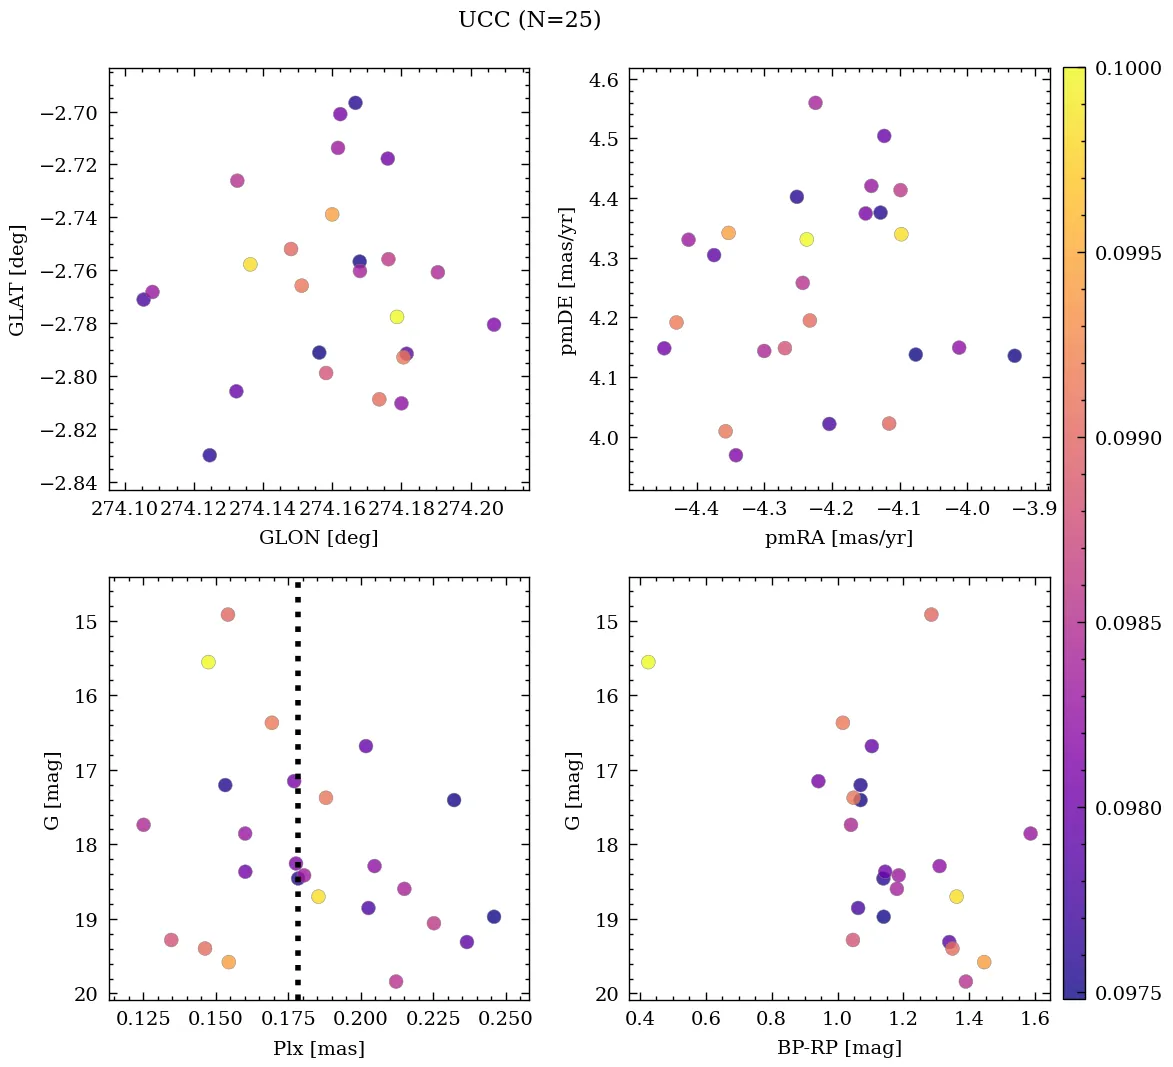 UCC (N=25)
−2.70
−2.72
−2.74
−2.76
−2.78
−2.80
−2.82
−2.84
GLAT [deg]
274.10 274.12 274.14 274.16 274.18 274.20
GLON [deg]
4.6
4.5
4.4
4.3
4.2
4.1
4.0
pmDE [mas/yr]
−4.4 −4.3 −4.2 −4.1 −4.0 −3.9
pmRA [mas/yr]
15
16
17
18
19
20
G [mag]
0.125 0.150 0.175 0.200 0.225 0.250
Plx [mas]
15
16
17
18
19
20
G [mag]
0.4 0.6 0.8 1.0 1.2 1.4 1.6
BP-RP [mag]
0.1000
0.0995
0.0990
0.0985
0.0980
0.0975